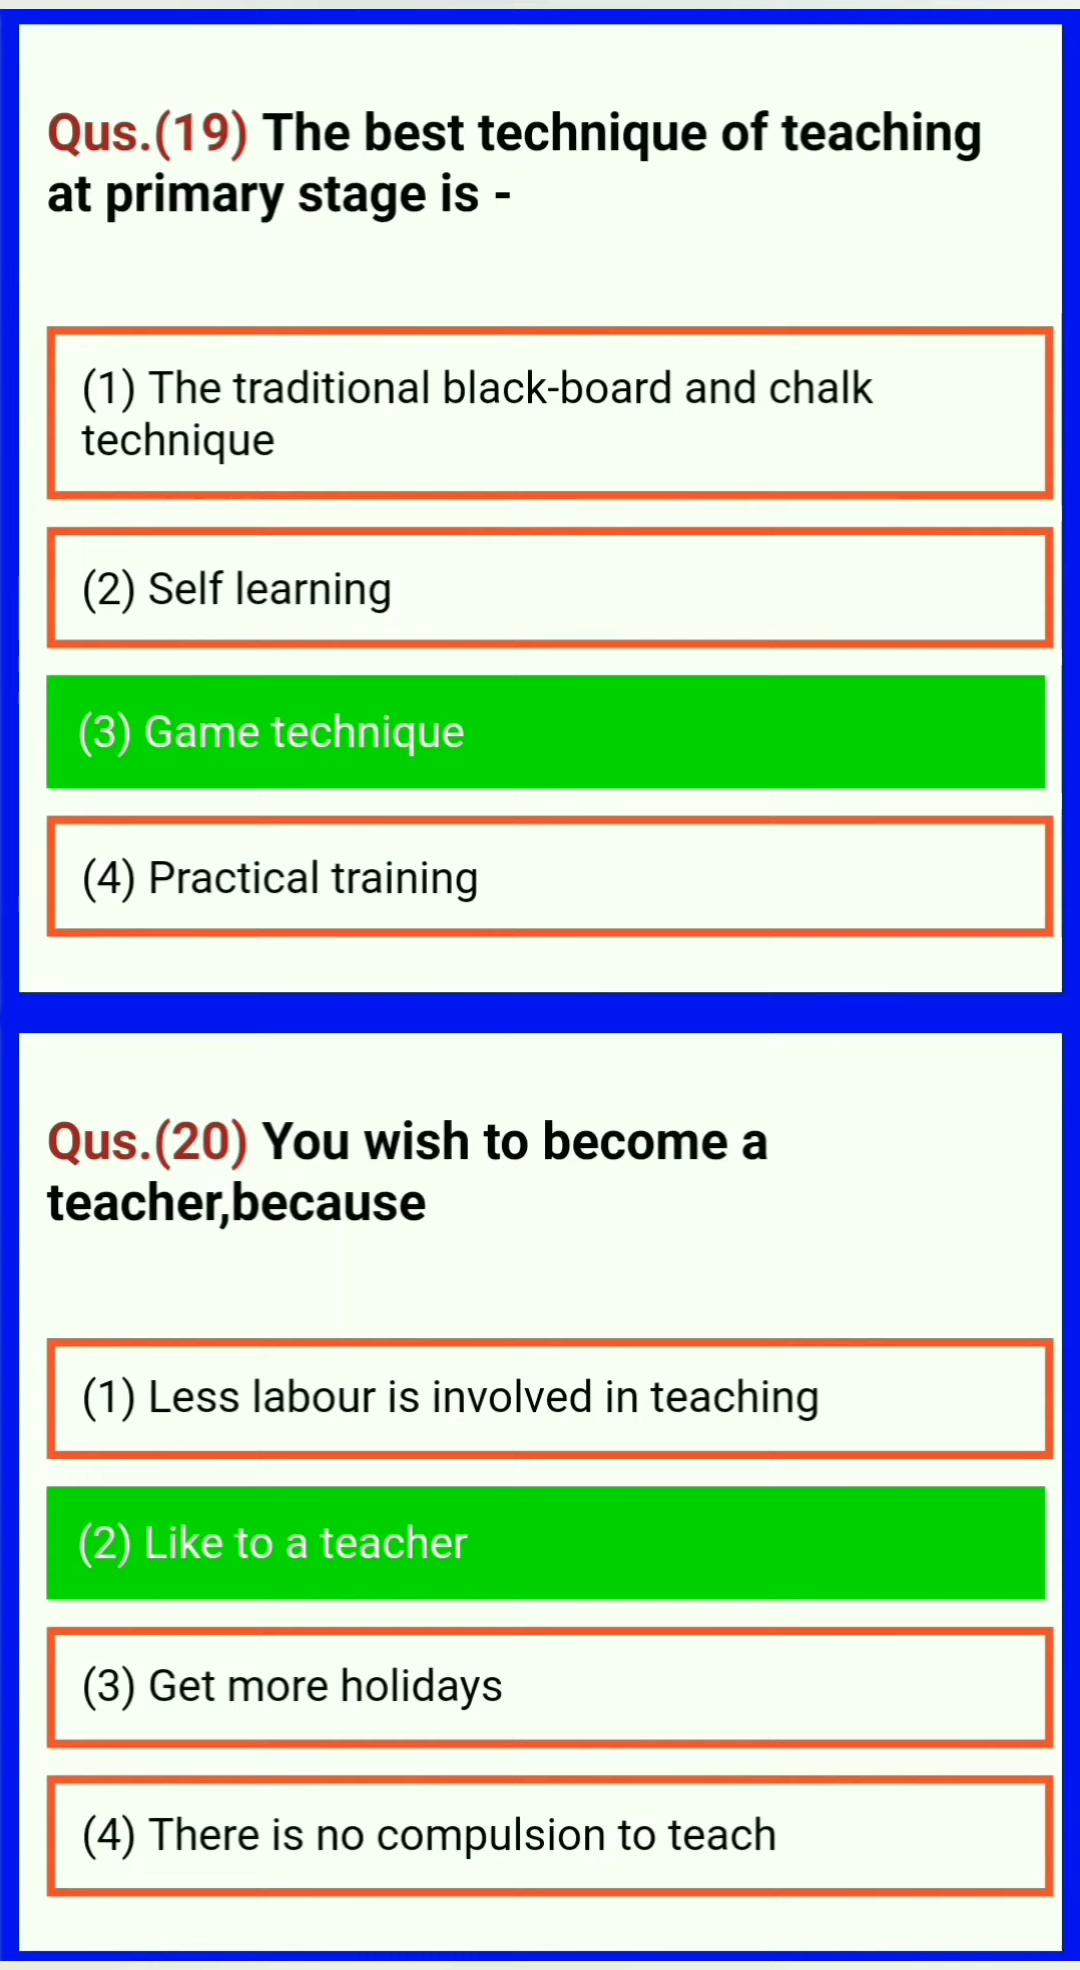 Qus.(19) The best technique of teaching
at primary stage is -
(1) The traditional black-board and chalk
technique
(2) Self learning
(3) Game technique
(4) Practical training
Qus.(20) You wish to become a
teacher,because
(1) Less labour is involved in teaching
(2) Like to a teacher
(3) Get more holidays
(4) There is no compulsion to teach